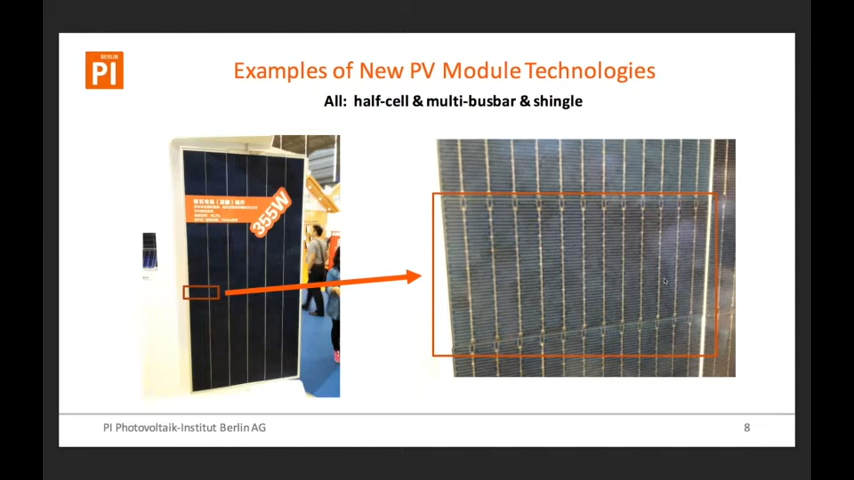 BERLIN
PI
Examples of New PV Module Technologies
All: half-cell & multi-busbar & shingle
355W
PI Photovoltaik-Institut Berlin AG
8